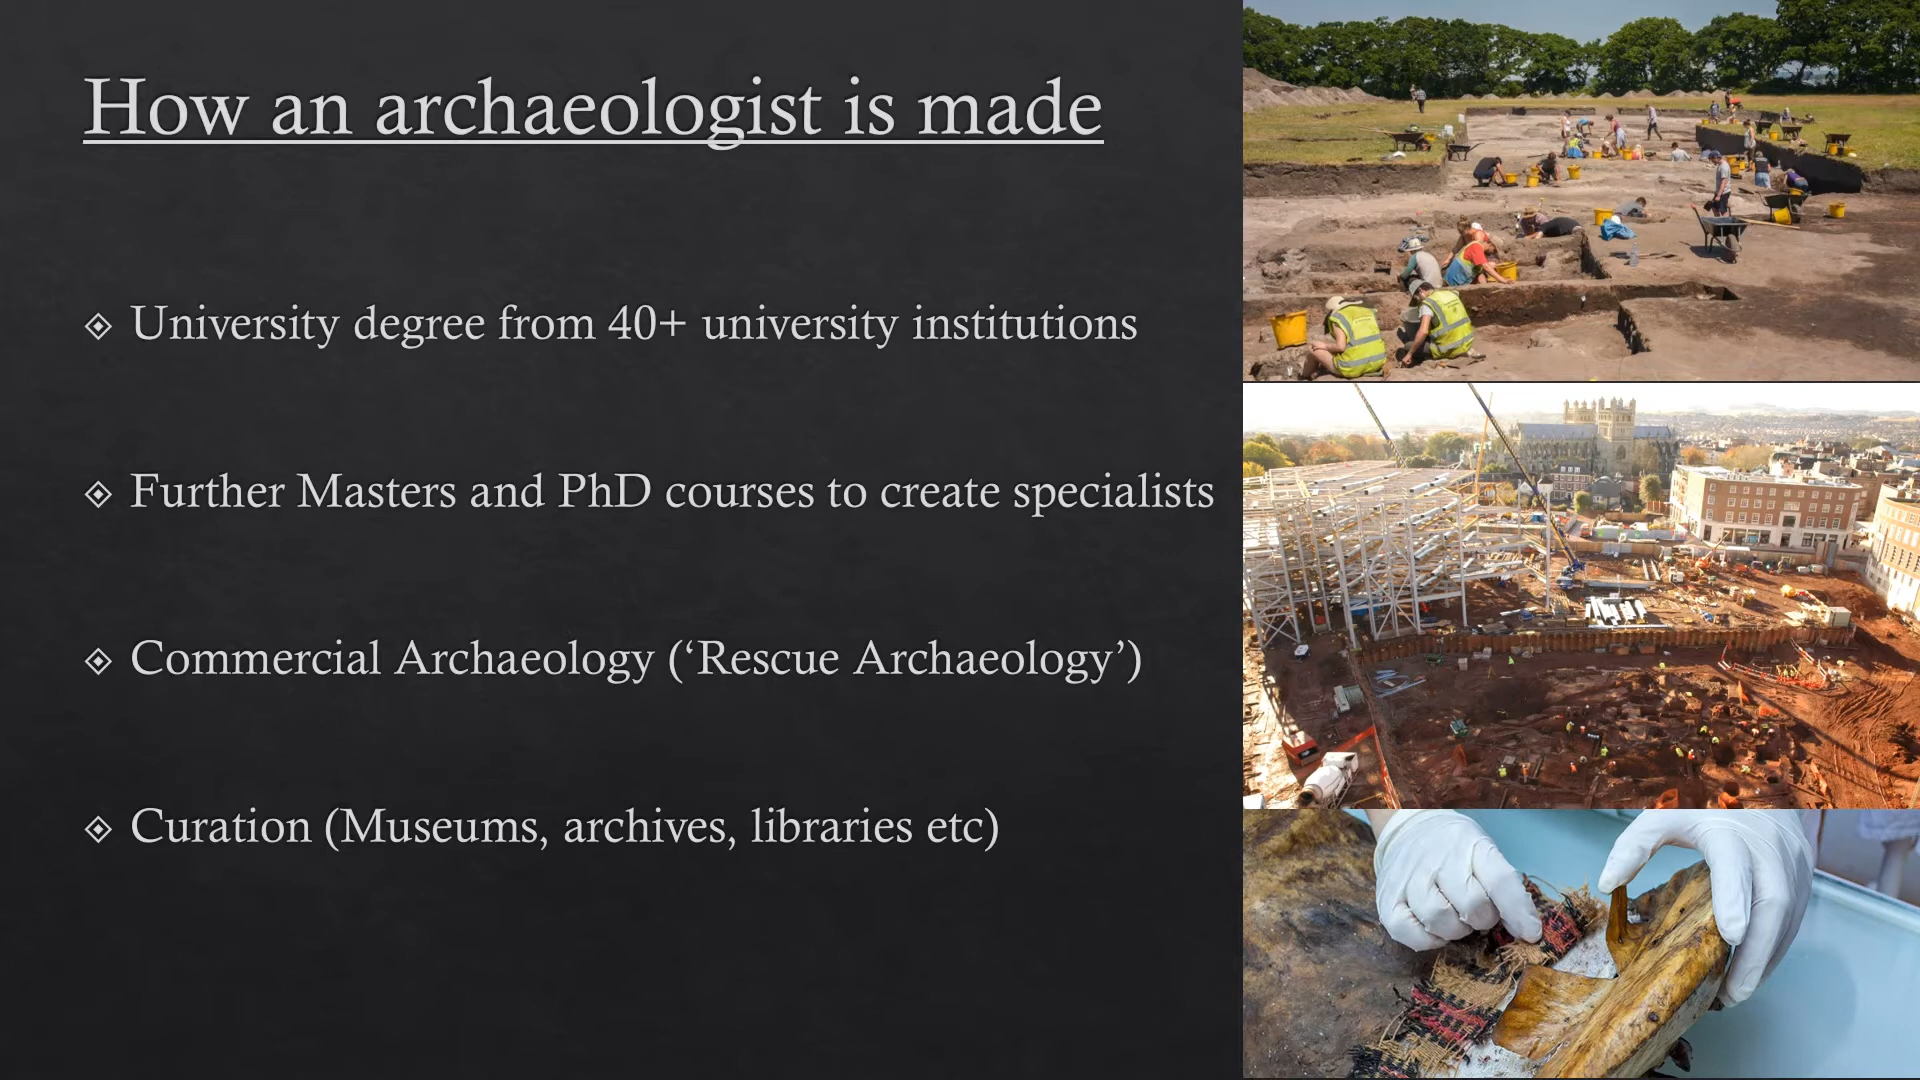 How an archaeologist is made
University degree from 40+ university institutions
Further Masters and PhD courses to create specialists
Commercial Archaeology (‘Rescue Archaeology’)
Curation (Museums, archives, libraries etc)